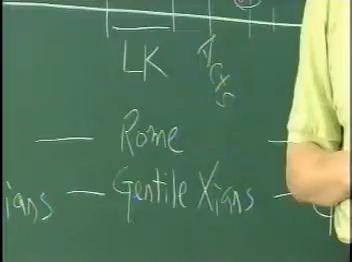 LK Acts
Rome
ians — Gentile Xians —